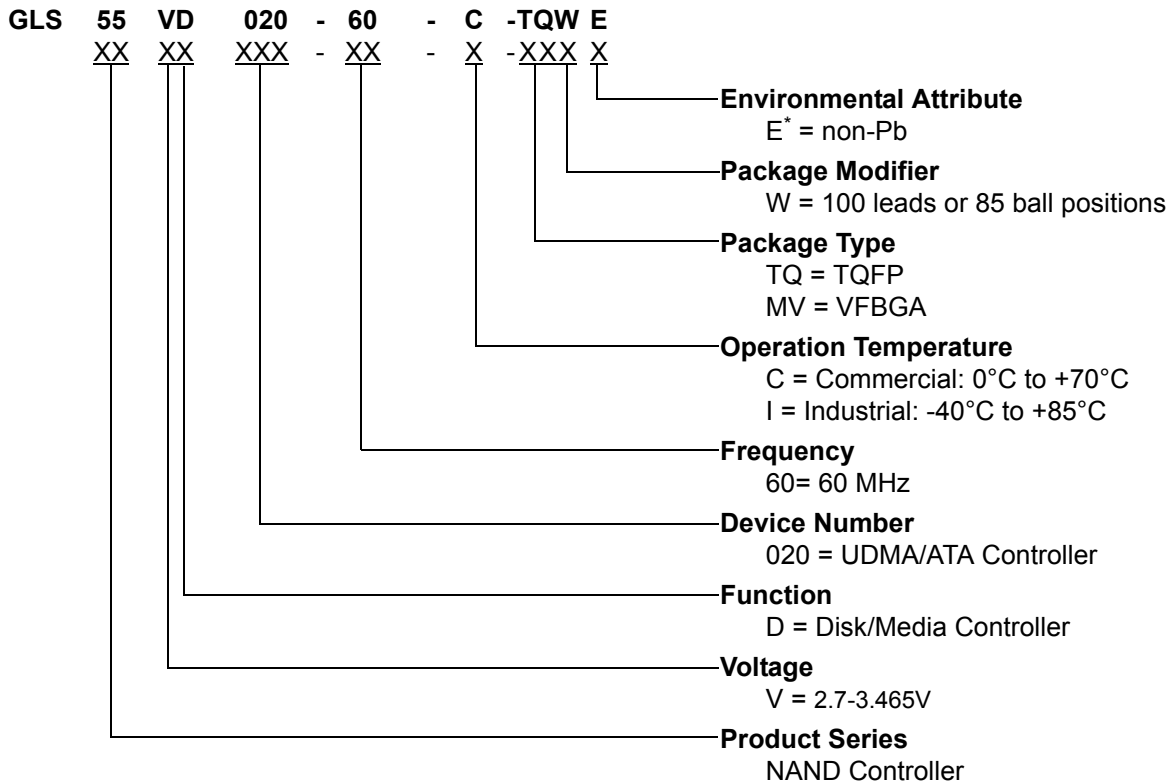 GLS 55 VD 020 - 60 - C -TQW E
XX XX XXX - XX - X -XXX X
Environmental Attribute
E* = non-Pb
Package Modifier
W = 100 leads or 85 ball positions
Package Type
TQ = TQFP
MV = VFBGA
Operation Temperature
C = Commercial: 0°C to +70°C
I = Industrial: -40°C to +85°C
Frequency
60= 60 MHz
Device Number
020 = UDMA/ATA Controller
Function
D = Disk/Media Controller
Voltage
V = 2.7-3.465V
Product Series
NAND Controller